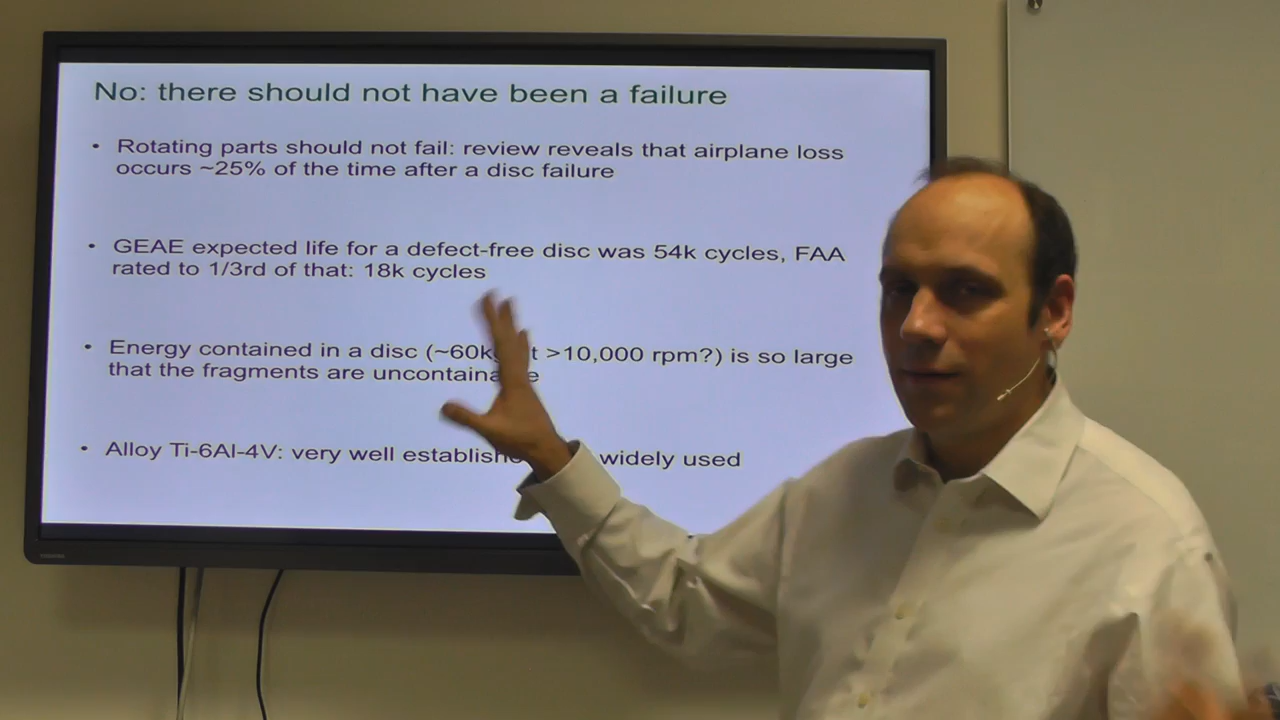 No: there should not have been a failure
• Rotating parts should not fail: review reveals that airplane loss
occurs ~25% of the time after a disc failure
• GEAE expected life for a defect-free disc was 54k cycles, FAA
rated to 1/3rd of that: 18k cycles
• Energy contained in a disc (~60k >10,000 rpm?) is so large
that the fragments are
• Alloy Ti-6Al-4V: very well widely used
TOSHIBA